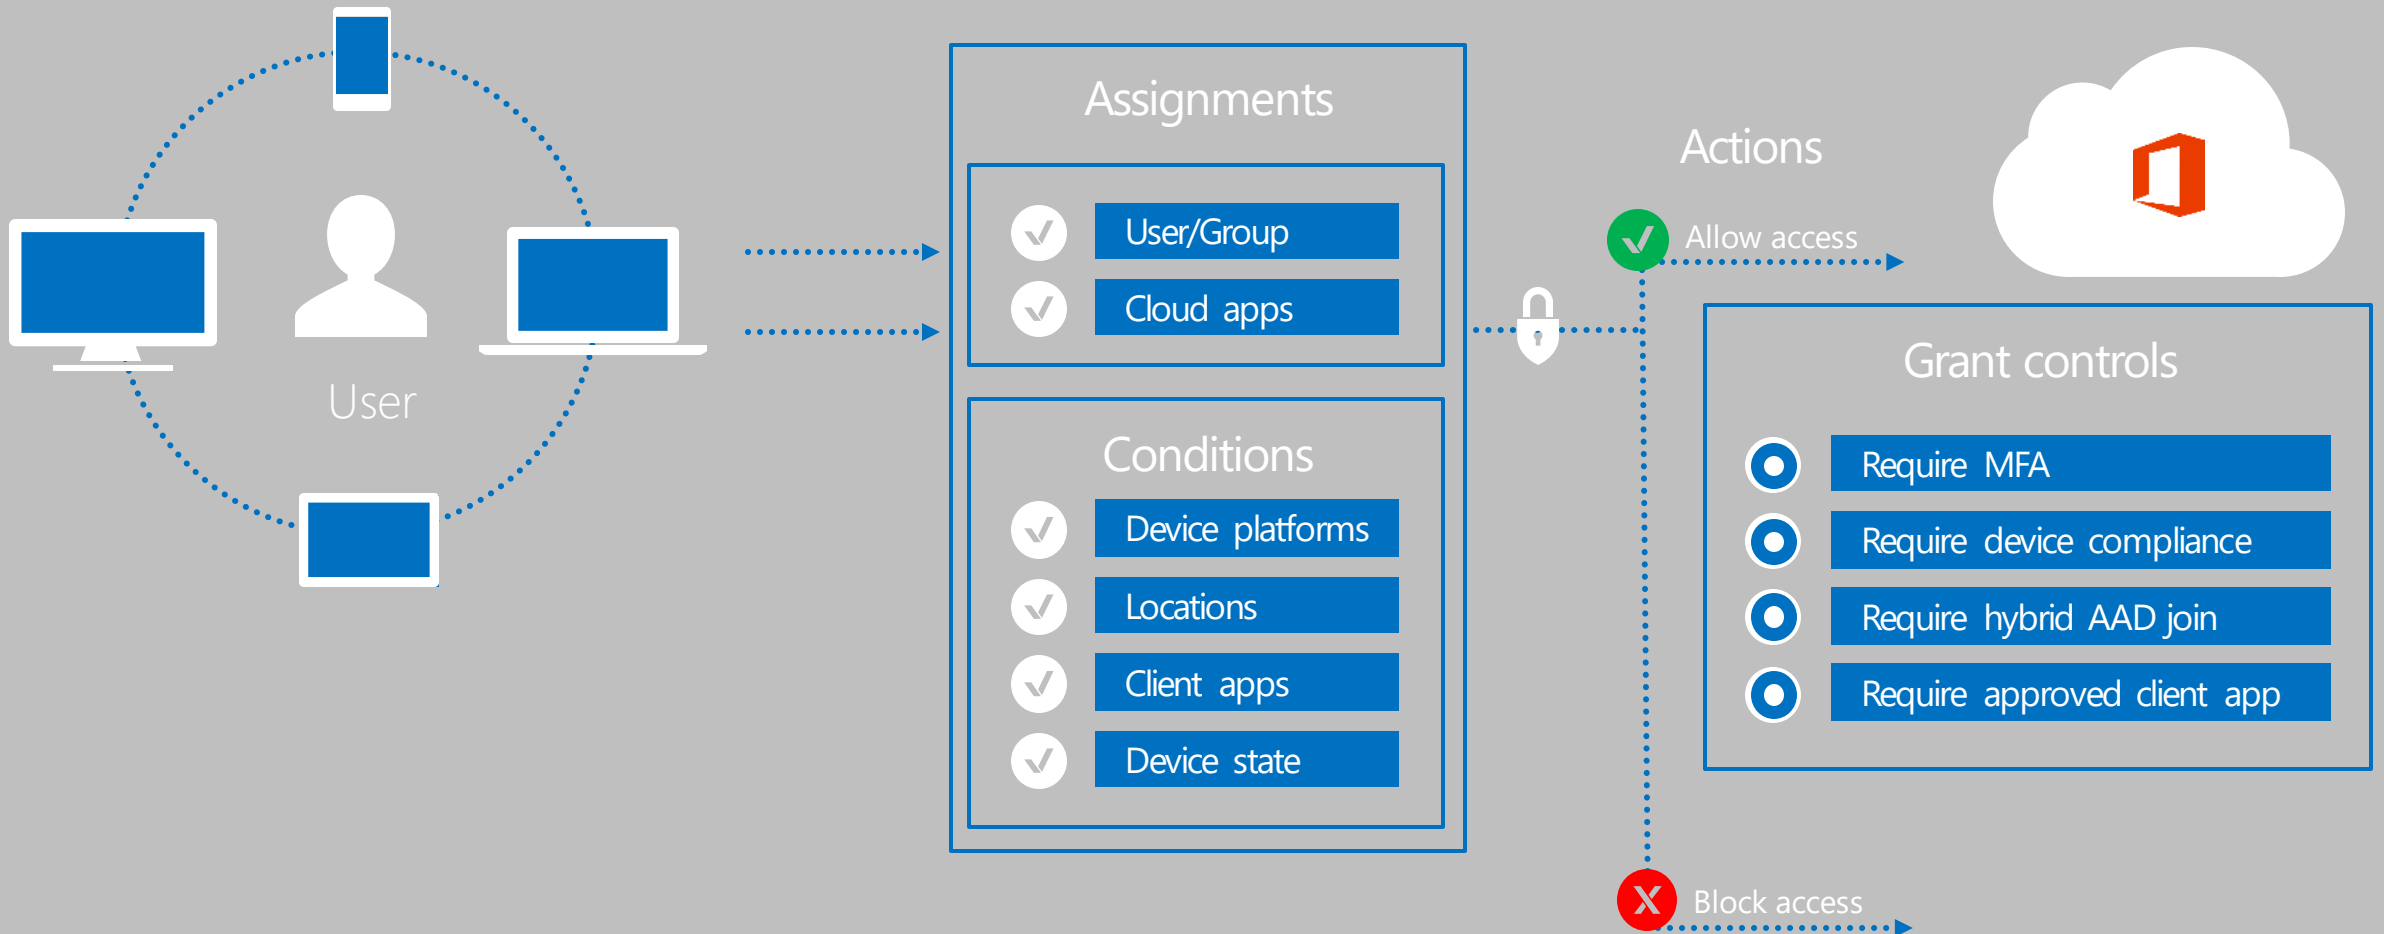 User
Assignments
User/Group
Cloud apps
Conditions
Device platforms
Locations
Client apps
Device state
Actions
Allow access
Grant controls
Require MFA
Require device compliance
Require hybrid AAD join
Require approved client app
Block access